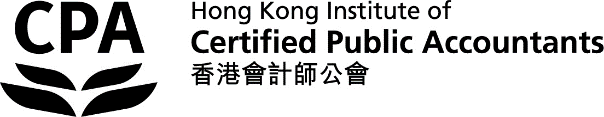 CPA
Hong Kong Institute of
Certified Public Accountants
香港會計師公會